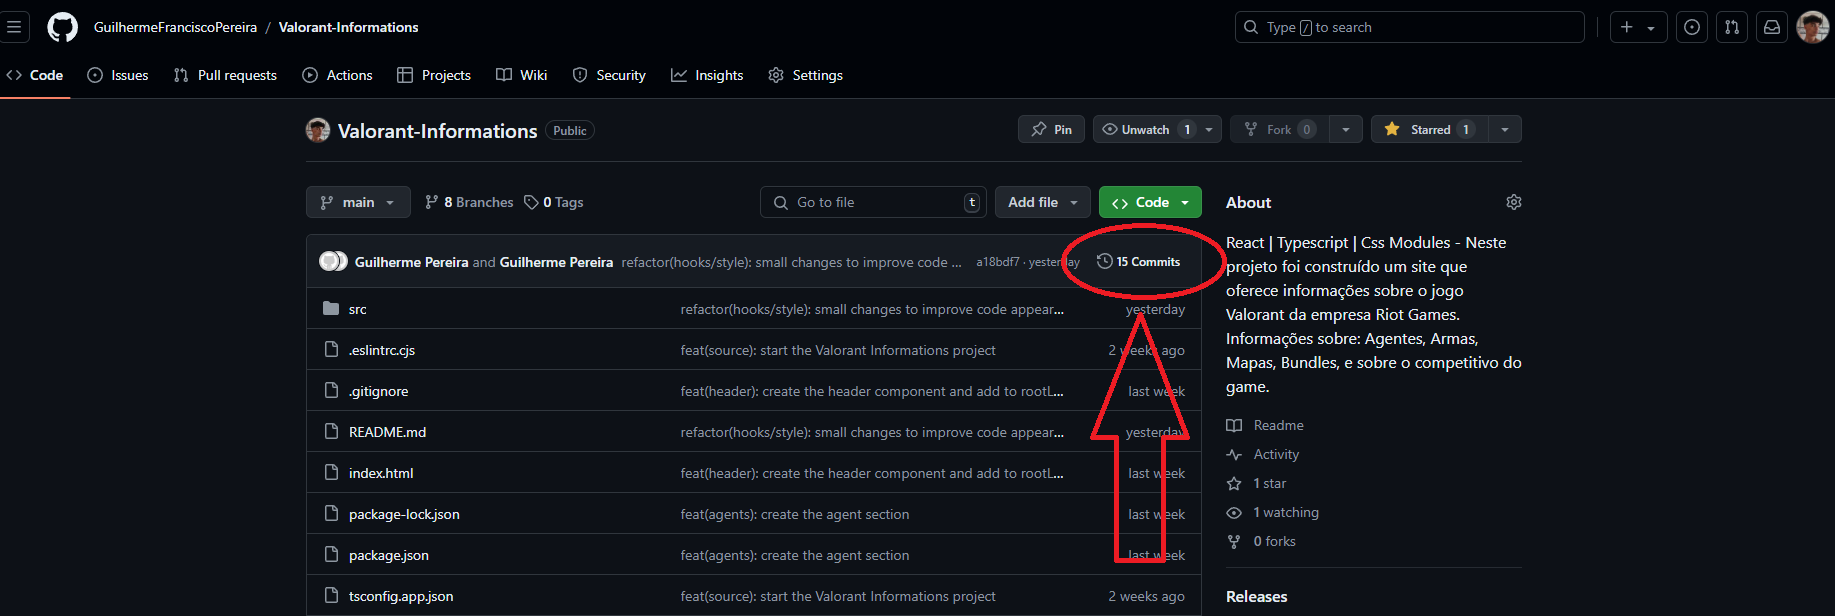 GuilhermeFranciscoPereira / Valorant-Informations
Type / to search
Code Issues Pull requests Actions Projects Wiki Security Insights Settings
Valorant-Informations Public
Pin Unwatch 1 Fork 0 Starred 1
main 8 Branches 0 Tags Go to file t Add file Code
Guilherme Pereira and Guilherme Pereira refactor(hooks/style): small changes to improve code ... a18bdf7 · yesterday 15 Commits
src refactor(hooks/style): small changes to improve code appear... yesterday
.eslintrc.cjs feat(source): start the Valorant Informations project 2 weeks ago
.gitignore feat(header): create the header component and add to rootL... last week
README.md refactor(hooks/style): small changes to improve code appear... yesterday
index.html feat(header): create the header component and add to rootL... last week
package-lock.json feat(agents): create the agent section last week
package.json feat(agents): create the agent section last week
tsconfig.app.json feat(source): start the Valorant Informations project 2 weeks ago
About
React | Typescript | Css Modules - Neste
projeto foi construído um site que
oferece informações sobre o jogo
Valorant da empresa Riot Games.
Informações sobre: Agentes, Armas,
Mapas, Bundles, e sobre o competitivo do
game.
Readme
Activity
1 star
1 watching
0 forks
Releases